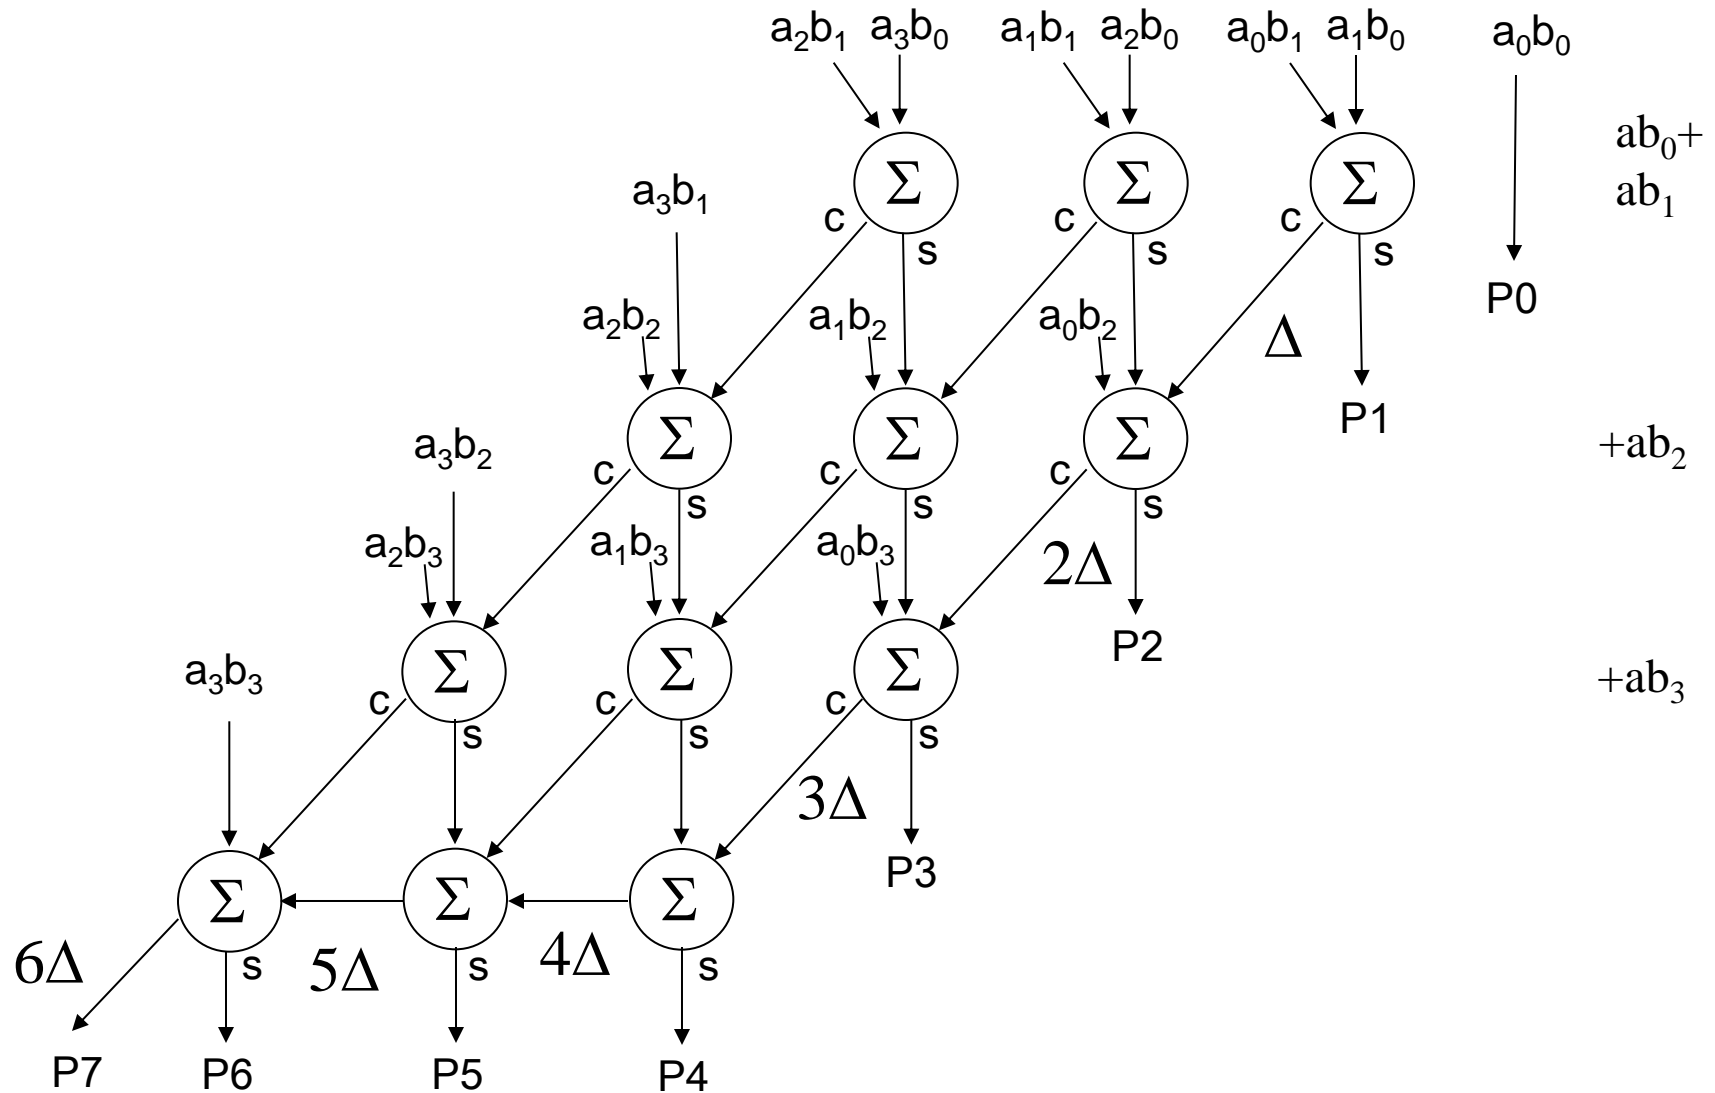 a₂b₁ a₃b₀ a₁b₁ a₂b₀ a₀b₁ a₁b₀ a₀b₀
ab₀+
ab₁
Σ Σ Σ
a₃b₁
c s c s c s
P0
a₂b₂ a₁b₂ a₀b₂ Δ
P1
Σ Σ Σ
+ab₂
a₃b₂
c s c s c s
a₂b₃ a₁b₃ a₀b₃ 2Δ
P2
Σ Σ Σ
+ab₃
a₃b₃
c s c s c s
3Δ
P3
Σ Σ Σ
6Δ s 5Δ s 4Δ s
P7 P6 P5 P4